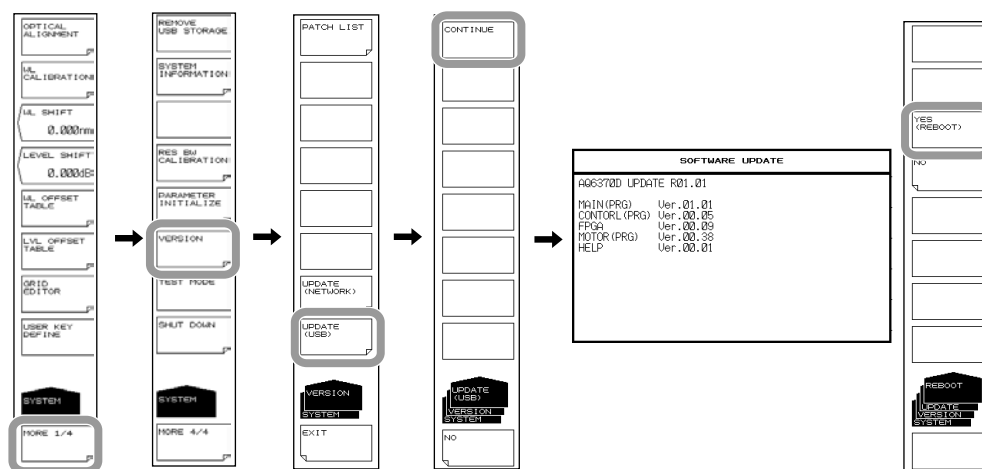 OPTICAL
ALIGNMENT
WL
CALIBRATION
WL SHIFT
0.000nm
LEVEL SHIFT
0.000dB
WL OFFSET
TABLE
LVL OFFSET
TABLE
GRID
EDITOR
USER KEY
DEFINE
SYSTEM
MORE 1/4
REMOVE
USB STORAGE
SYSTEM
INFORMATION
RES BW
CALIBRATION
PARAMETER
INITIALIZE
VERSION
TEST MODE
SHUT DOWN
SYSTEM
MORE 4/4
PATCH LIST
UPDATE
(NETWORK)
UPDATE
(USB)
VERSION
SYSTEM
EXIT
CONTINUE
UPDATE
(USB)
VERSION
SYSTEM
NO
SOFTWARE UPDATE
AQ6370D UPDATE R01.01
MAIN(PRG) Ver.01.01
CONTORL(PRG) Ver.00.05
FPGA Ver.00.09
MOTOR(PRG) Ver.00.38
HELP Ver.00.01
YES
(REBOOT)
NO
REBOOT
UPDATE
VERSION
SYSTEM